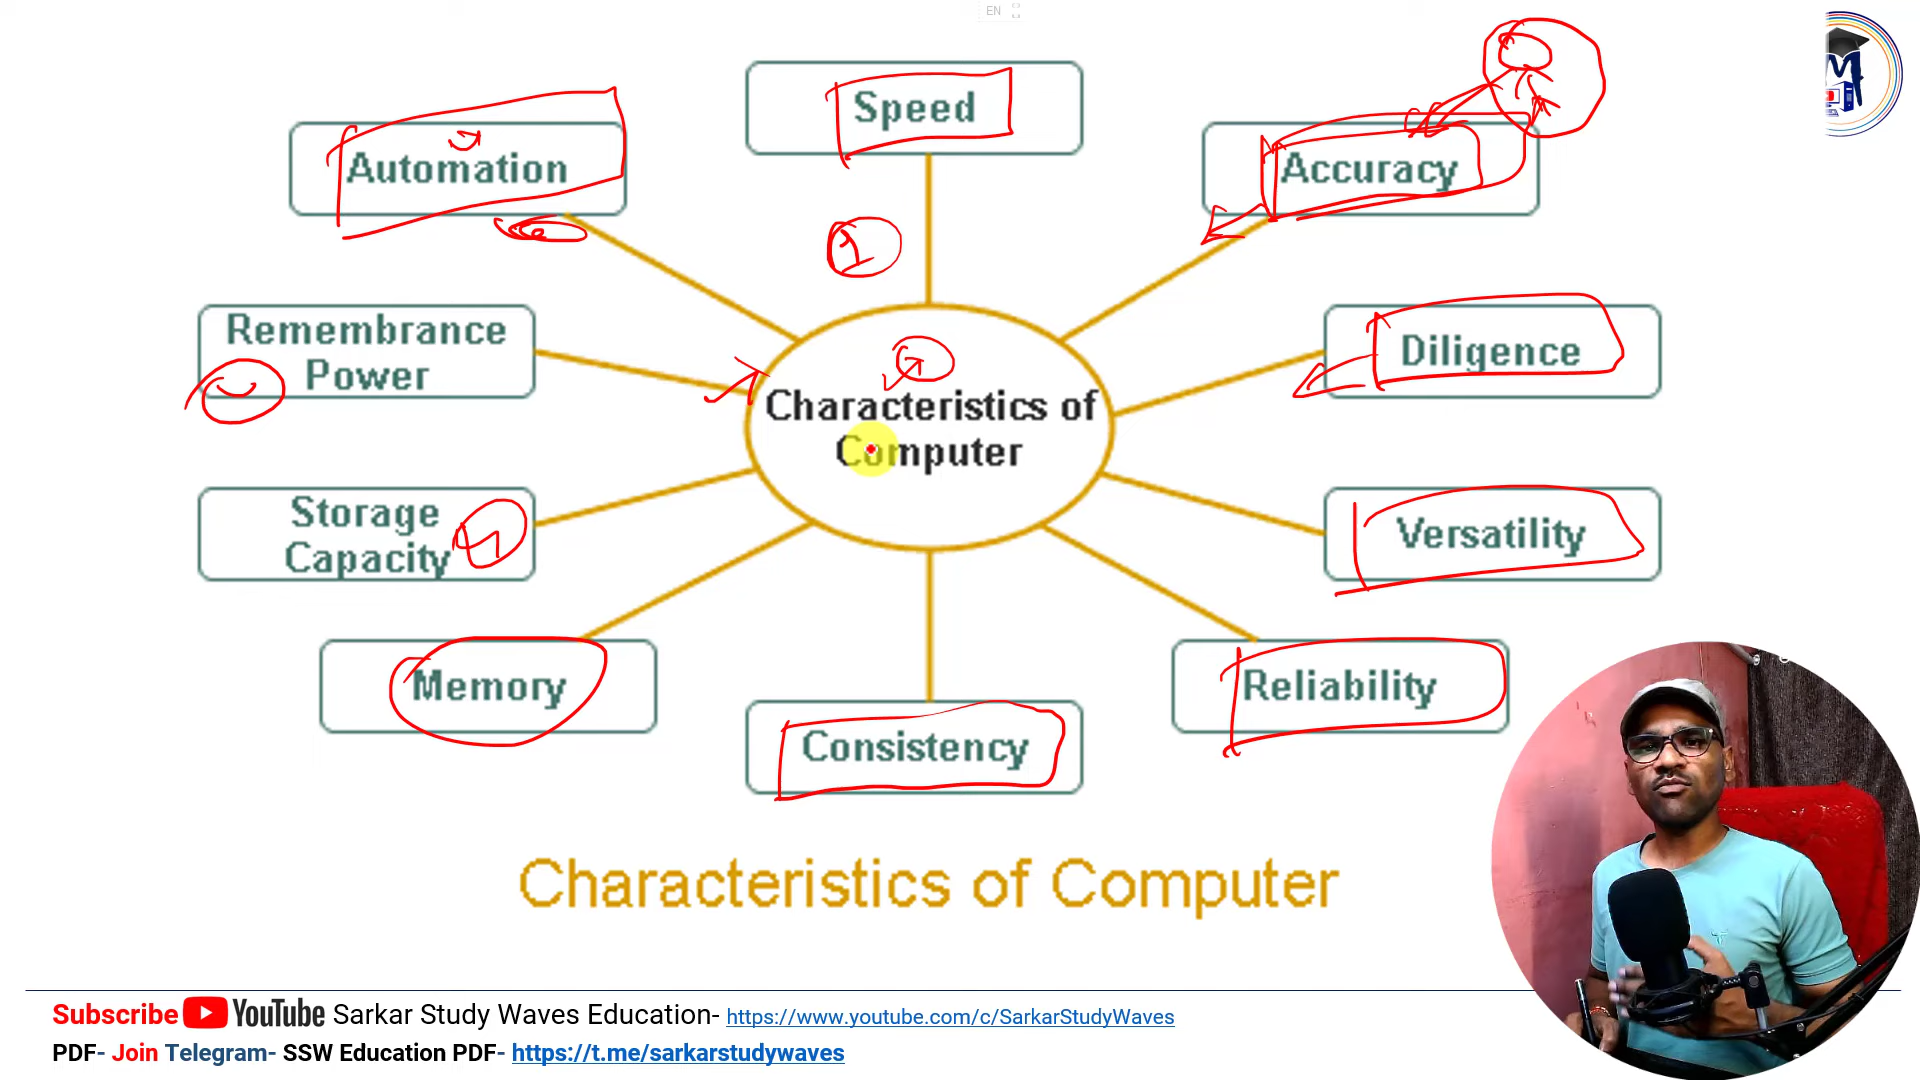 EN
Speed
Automation
Accuracy
Remembrance
Power
Diligence
Characteristics of
Computer
Storage
Capacity
Versatility
Memory
Reliability
Consistency
Characteristics of Computer
Subscribe YouTube Sarkar Study Waves Education- https://www.youtube.com/c/SarkarStudyWaves
PDF- Join Telegram- SSW Education PDF- https://t.me/sarkarstudywaves